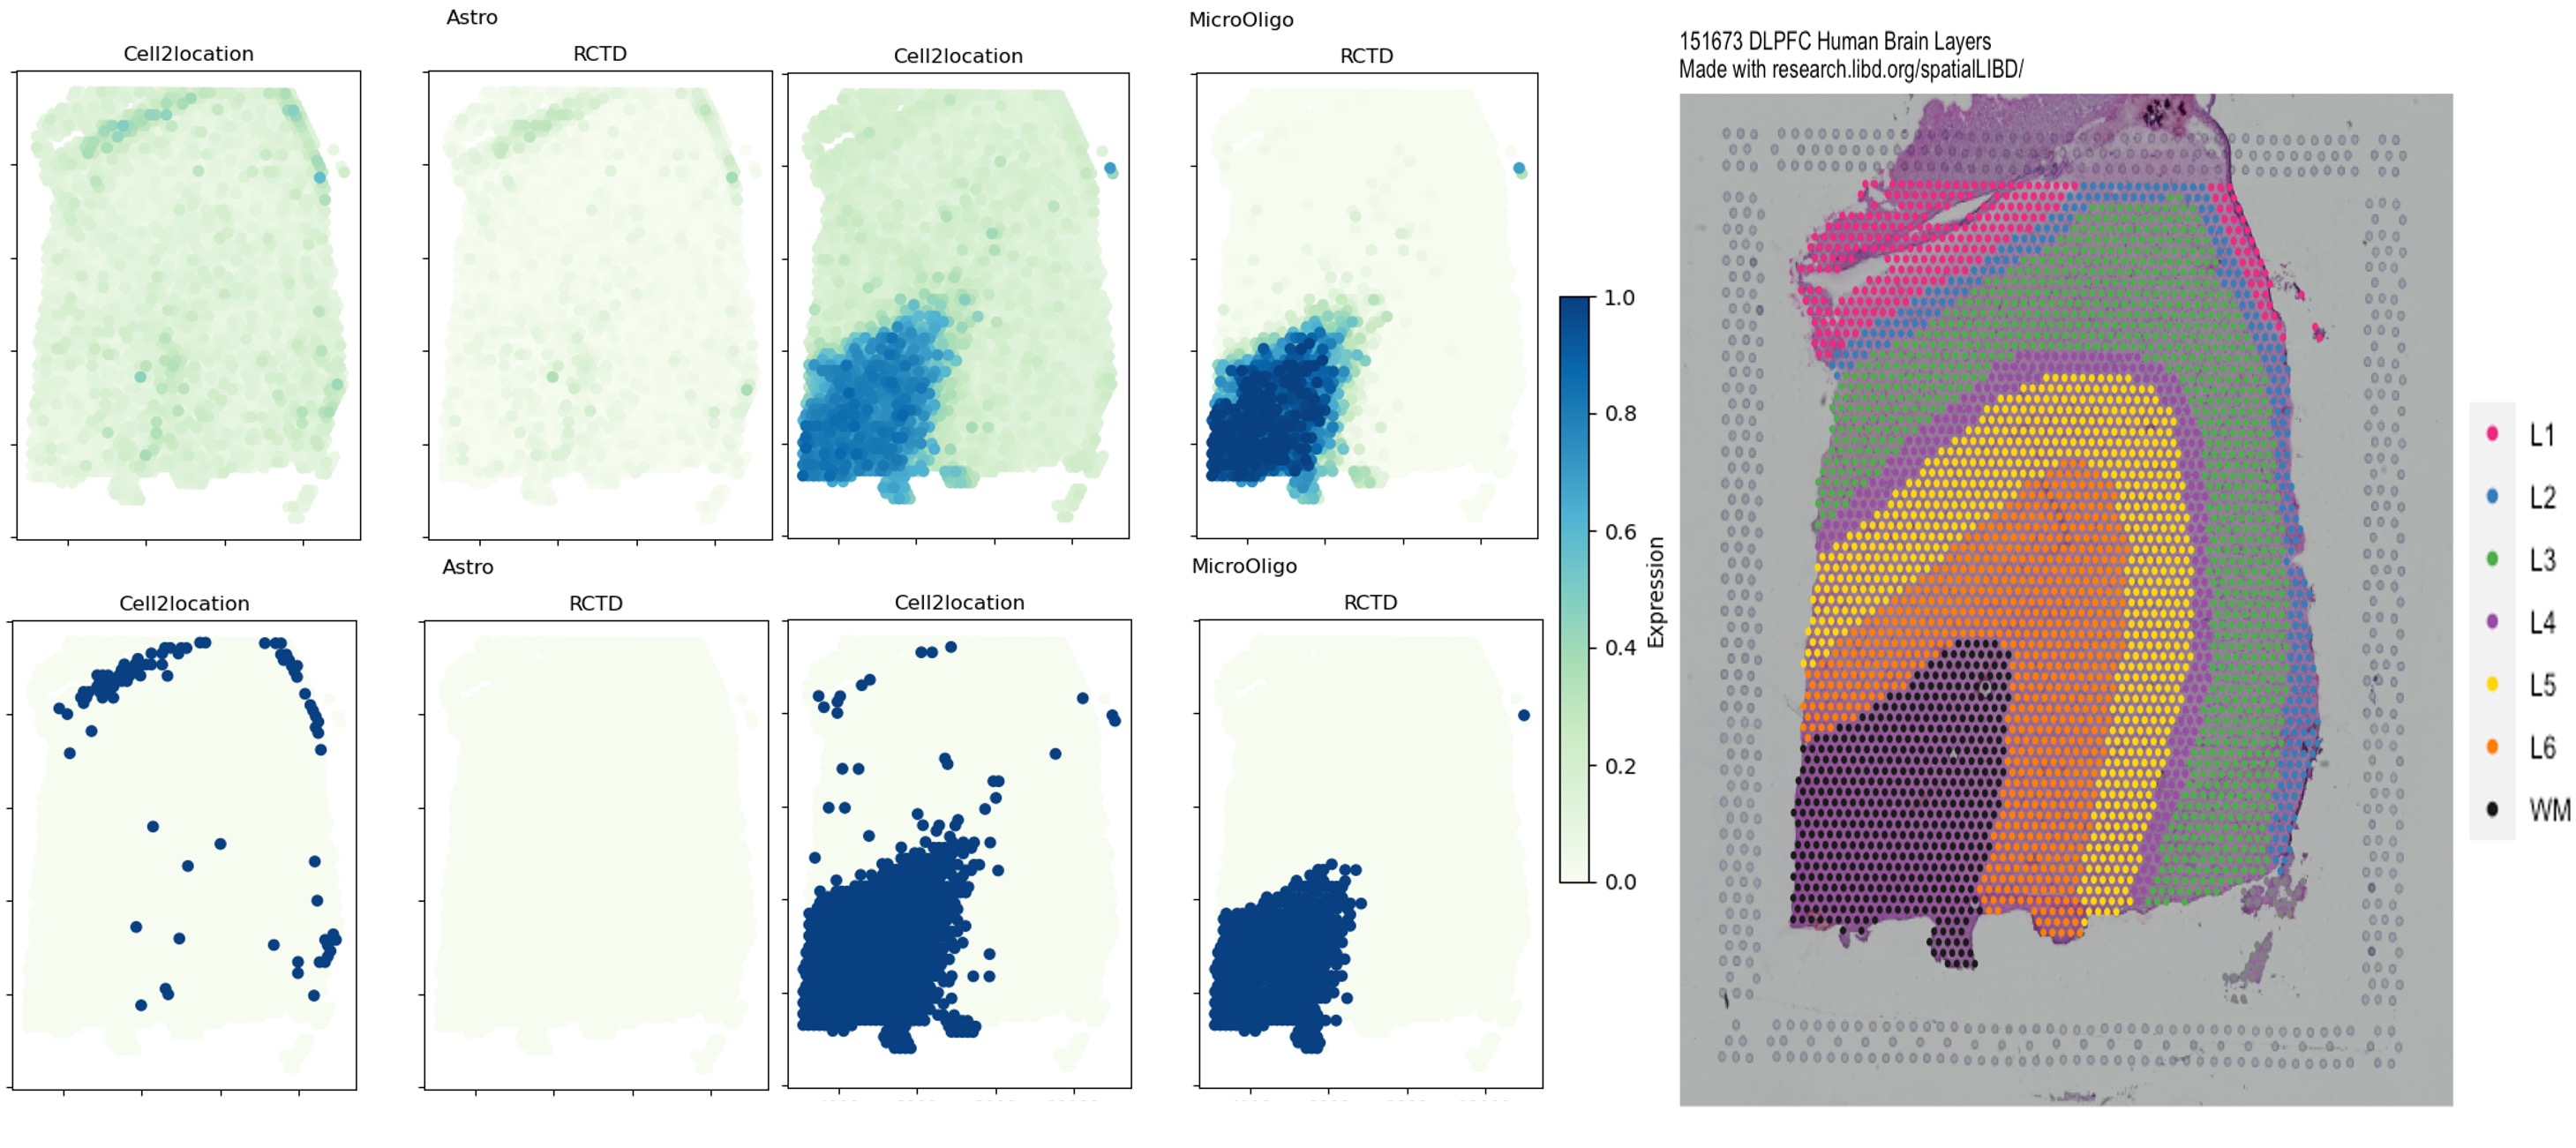 Astro
MicroOligo
Cell2location
RCTD
Cell2location
RCTD
151673 DLPFC Human Brain Layers
Made with research.libd.org/spatialLIBD/
1.0
0.8
0.6
0.4
0.2
0.0
Expression
Astro
MicroOligo
Cell2location
RCTD
Cell2location
RCTD
L1
L2
L3
L4
L5
L6
WM